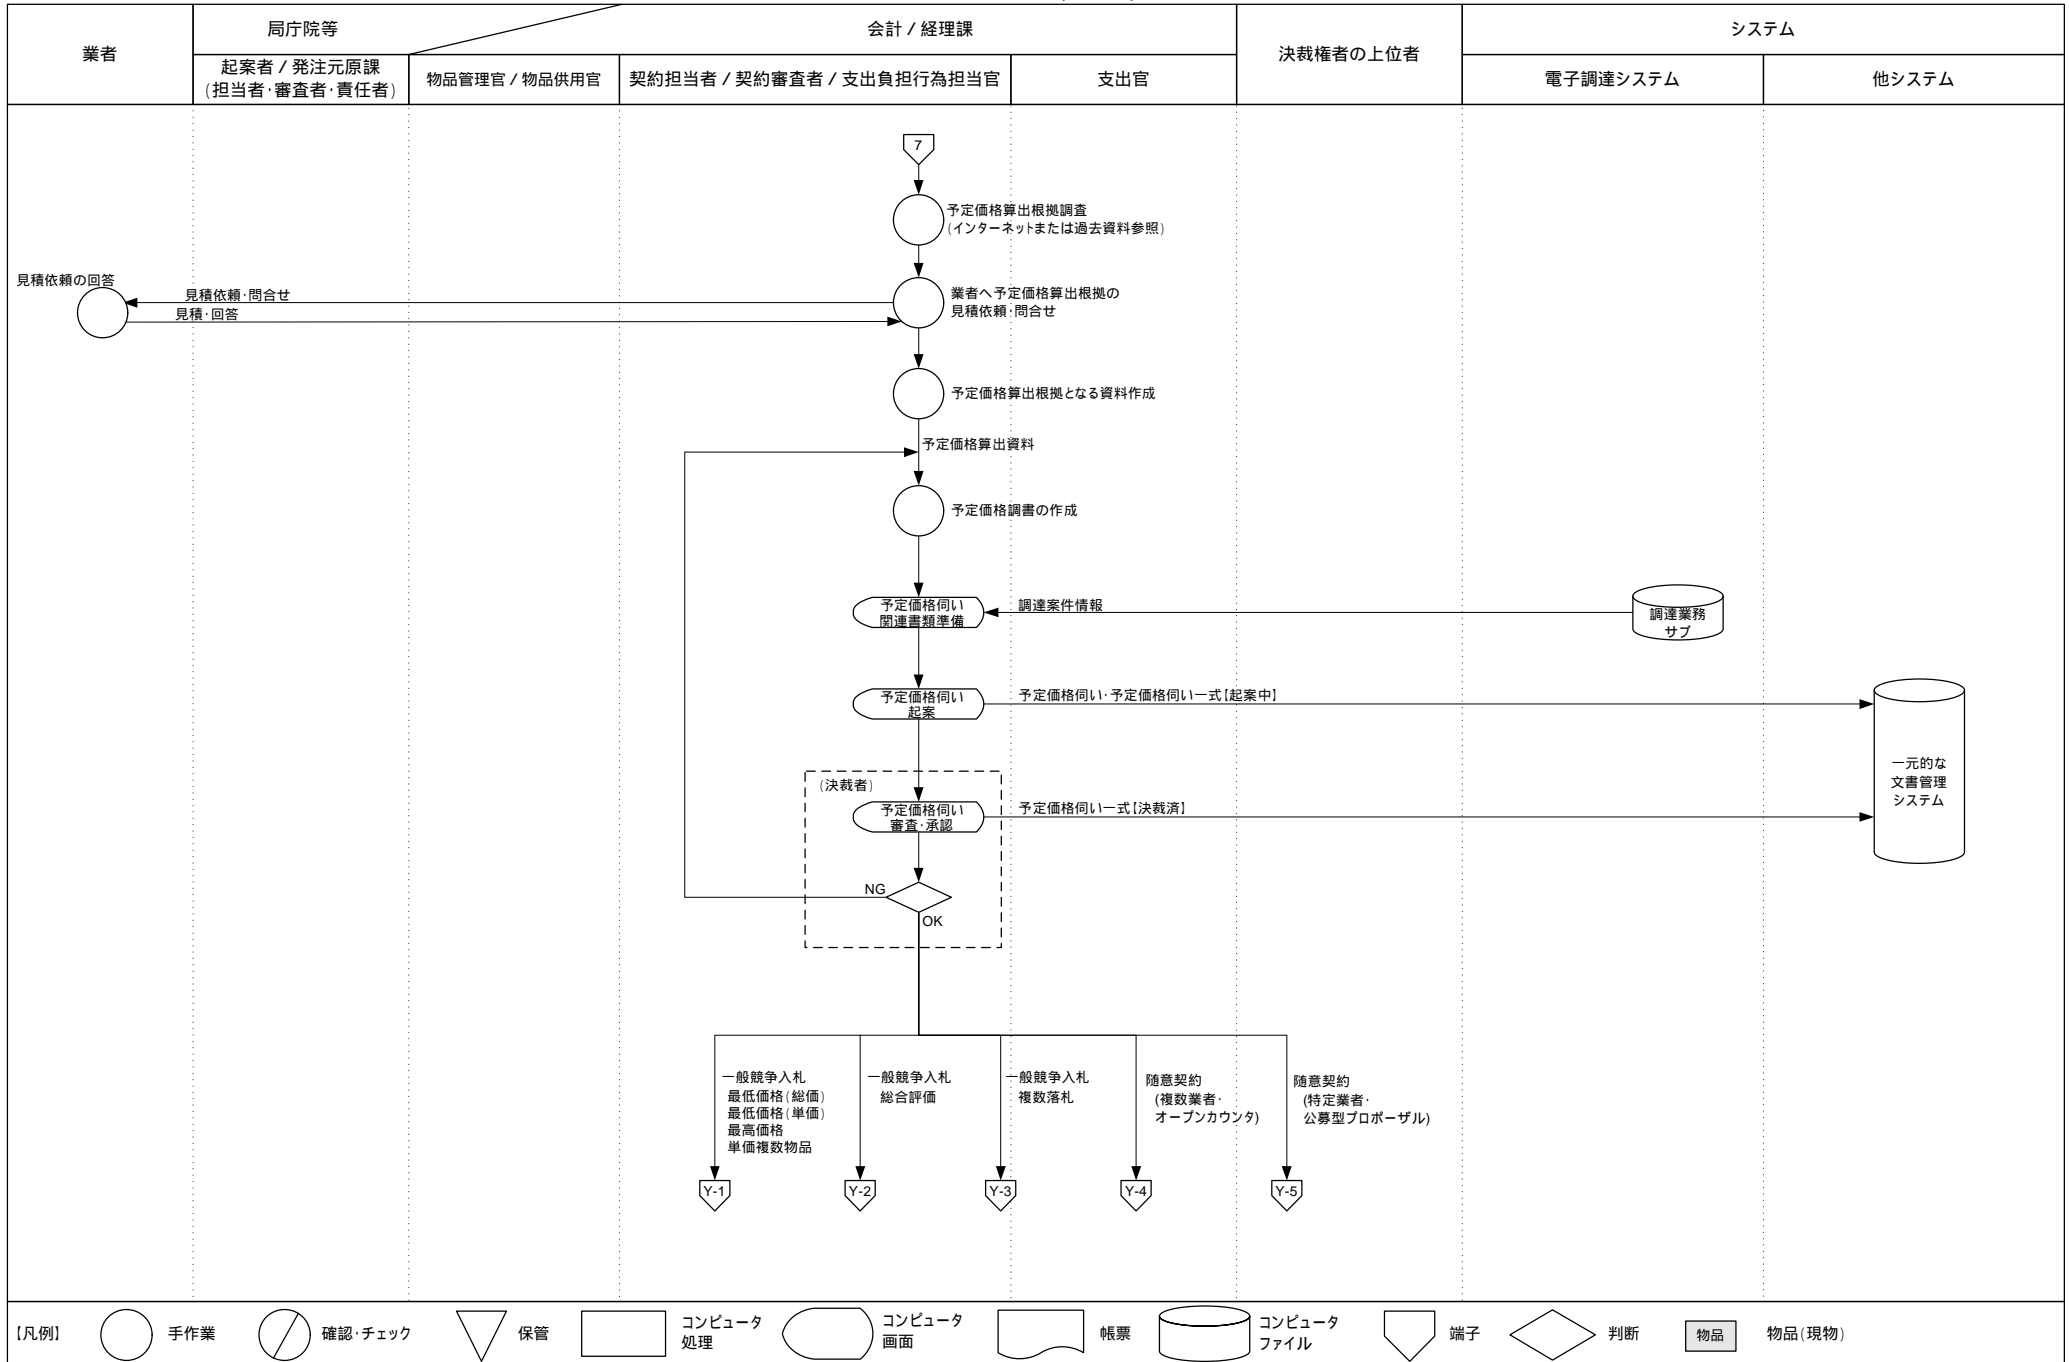 業者
局庁院等
会計 / 経理課
決裁権者の上位者
システム
起案者 / 発注元原課
(担当者・審査者・責任者)
物品管理官 / 物品供用官
契約担当者 / 契約審査者 / 支出負担行為担当官
支出官
電子調達システム
他システム
7
予定価格算出根拠調査
(インターネットまたは過去資料参照)
見積依頼の回答
見積依頼・問合せ
見積・回答
業者へ予定価格算出根拠の
見積依頼・問合せ
予定価格算出根拠となる資料作成
予定価格算出資料
予定価格調書の作成
予定価格伺い
関連書類準備
調達案件情報
調達業務
サブ
予定価格伺い
起案
予定価格伺い・予定価格伺い一式【起案中】
一元的な
文書管理
システム
(決裁者)
予定価格伺い
審査・承認
予定価格伺い一式【決裁済】
NG
OK
一般競争入札
最低価格(総価)
最低価格(単価)
最高価格
単価複数物品
一般競争入札
総合評価
一般競争入札
複数落札
随意契約
(複数業者・
オープンカウンタ)
随意契約
(特定業者・
公募型プロポーザル)
Y-1
Y-2
Y-3
Y-4
Y-5
【凡例】
手作業
確認・チェック
保管
コンピュータ
処理
コンピュータ
画面
帳票
コンピュータ
ファイル
端子
判断
物品
物品(現物)